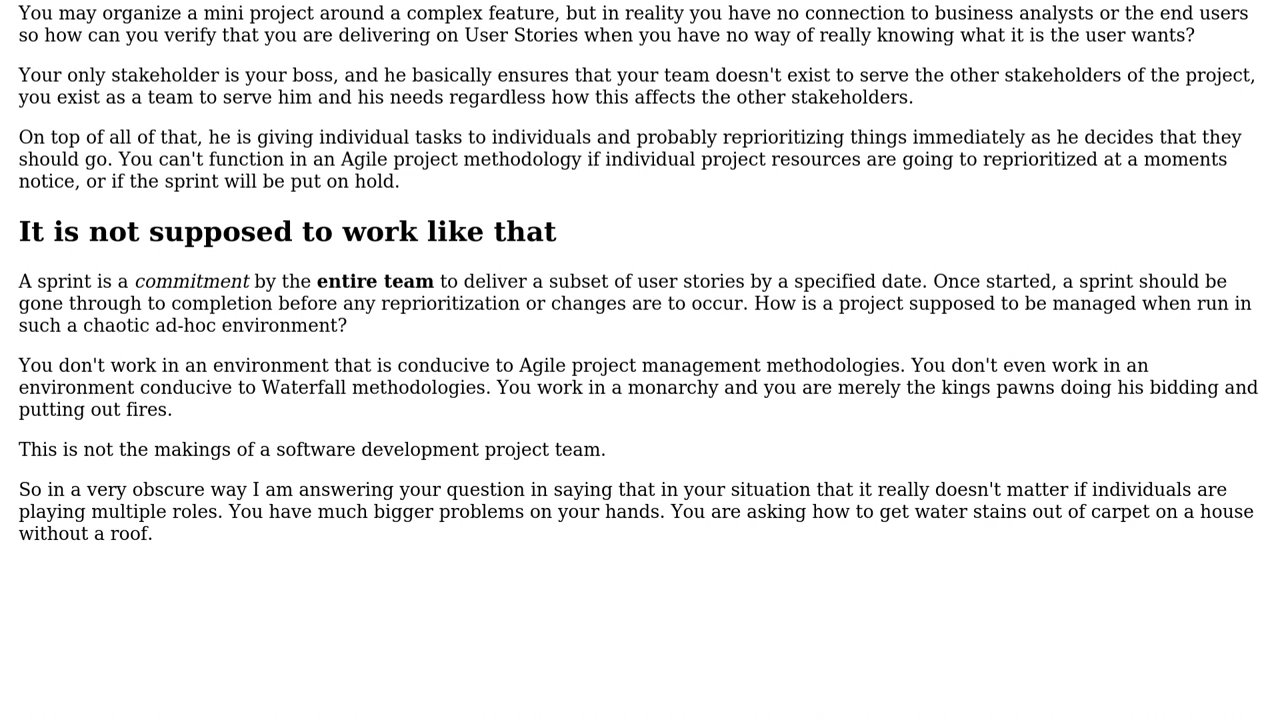 You may organize a mini project around a complex feature, but in reality you have no connection to business analysts or the end users
so how can you verify that you are delivering on User Stories when you have no way of really knowing what it is the user wants?
Your only stakeholder is your boss, and he basically ensures that your team doesn't exist to serve the other stakeholders of the project,
you exist as a team to serve him and his needs regardless how this affects the other stakeholders.
On top of all of that, he is giving individual tasks to individuals and probably reprioritizing things immediately as he decides that they
should go. You can't function in an Agile project methodology if individual project resources are going to reprioritized at a moments
notice, or if the sprint will be put on hold.
It is not supposed to work like that
A sprint is a commitment by the entire team to deliver a subset of user stories by a specified date. Once started, a sprint should be
gone through to completion before any reprioritization or changes are to occur. How is a project supposed to be managed when run in
such a chaotic ad-hoc environment?
You don't work in an environment that is conducive to Agile project management methodologies. You don't even work in an
environment conducive to Waterfall methodologies. You work in a monarchy and you are merely the kings pawns doing his bidding and
putting out fires.
This is not the makings of a software development project team.
So in a very obscure way I am answering your question in saying that in your situation that it really doesn't matter if individuals are
playing multiple roles. You have much bigger problems on your hands. You are asking how to get water stains out of carpet on a house
without a roof.